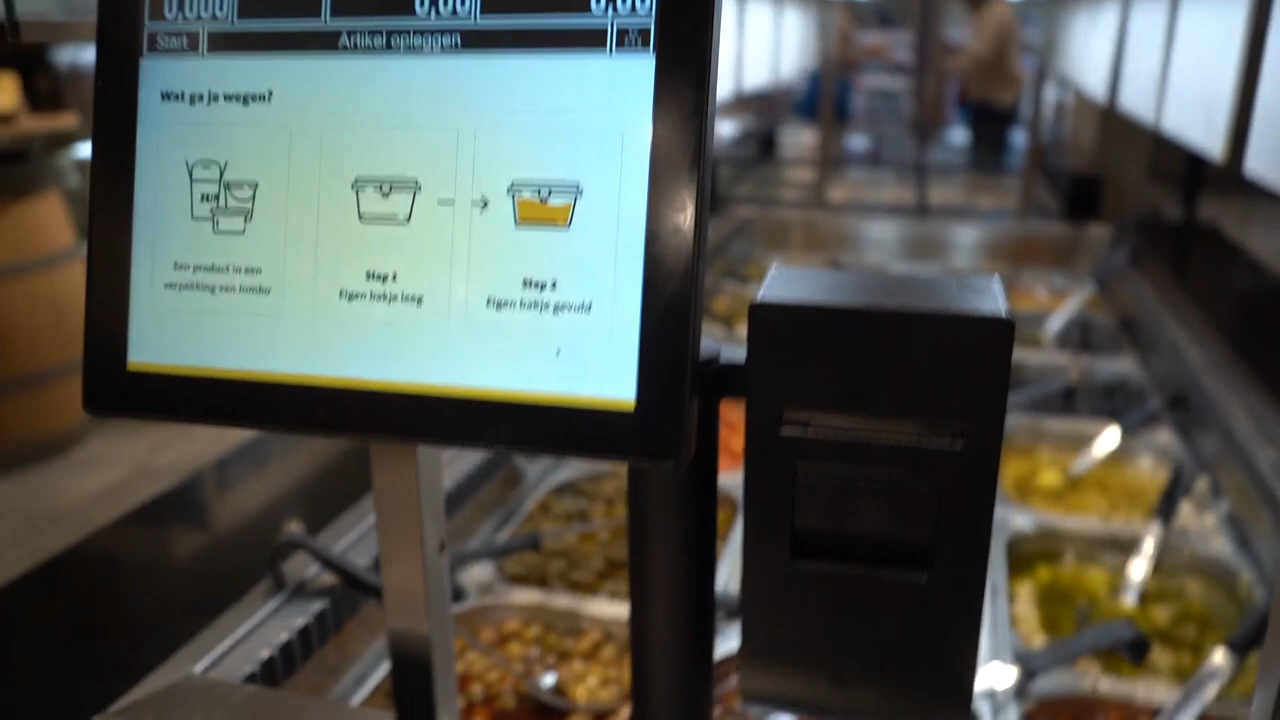 0,000 0,00 0,00
Start Artikel opleggen
Wat ga je wegen?
Een product in een
verpakking van Jumbo
Stap 1
Eigen bakje leeg
Stap 2
Eigen bakje gevuld